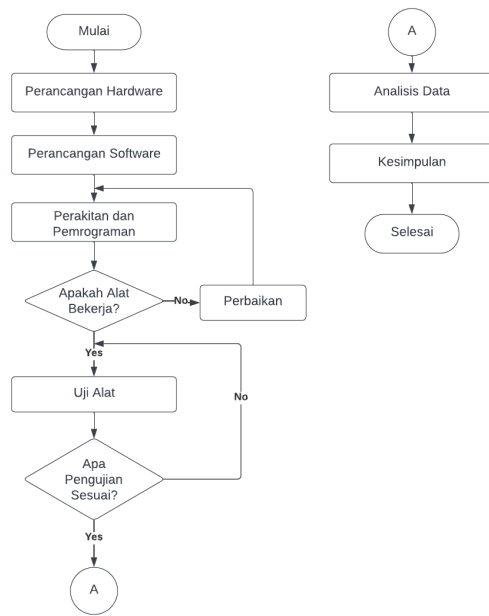 Mulai
Perancangan Hardware
Perancangan Software
Perakitan dan
Pemrograman
Apakah Alat
Bekerja?
No
Perbaikan
Yes
Uji Alat
No
Apa
Pengujian
Sesuai?
Yes
A
A
Analisis Data
Kesimpulan
Selesai